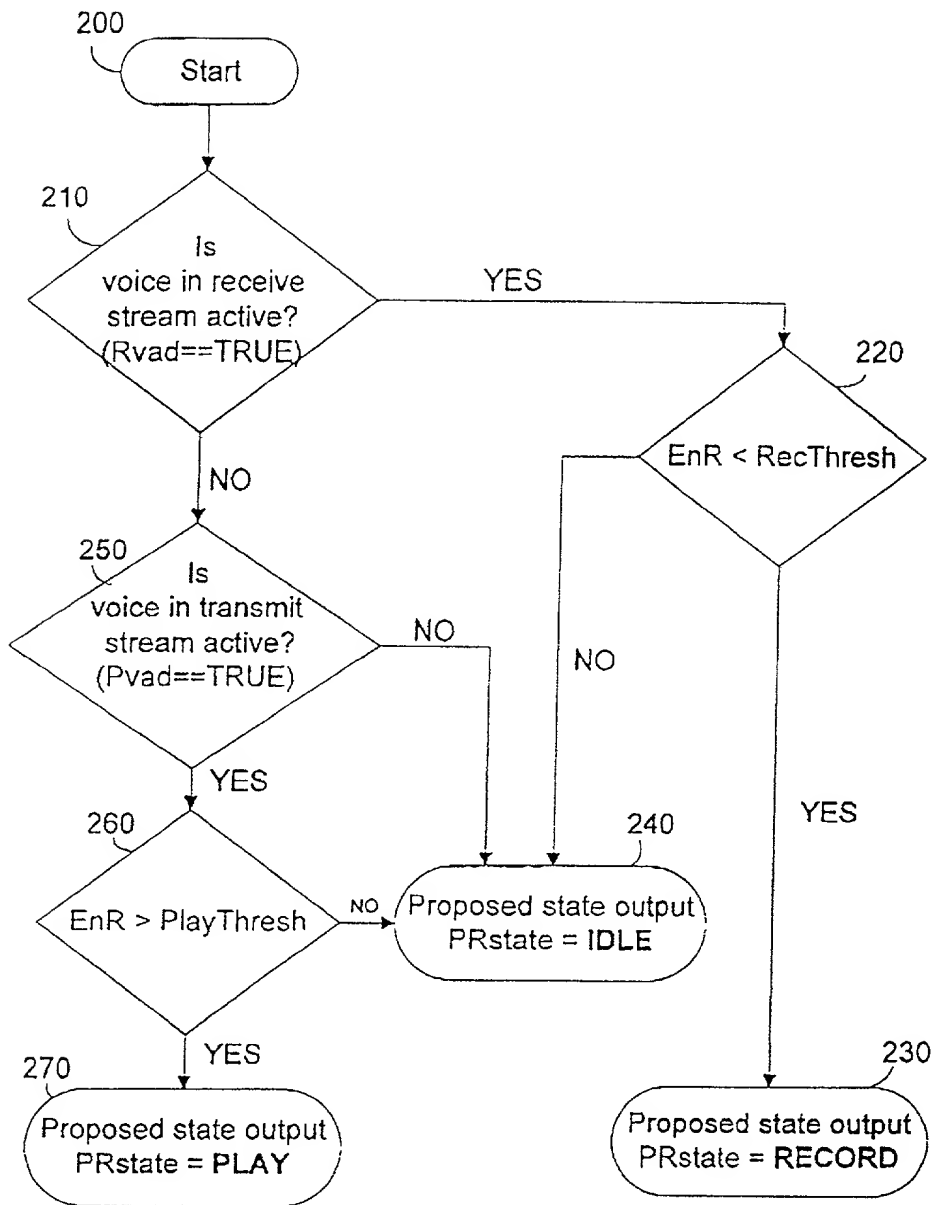 200
Start
210
Is
voice in receive
stream active?
(Rvad==TRUE)
YES
220
EnR < RecThresh
NO
250
Is
voice in transmit
stream active?
(Pvad==TRUE)
NO
NO
YES
YES
260
EnR > PlayThresh
NO
240
Proposed state output
PRstate = IDLE
YES
270
Proposed state output
PRstate = PLAY
230
Proposed state output
PRstate = RECORD